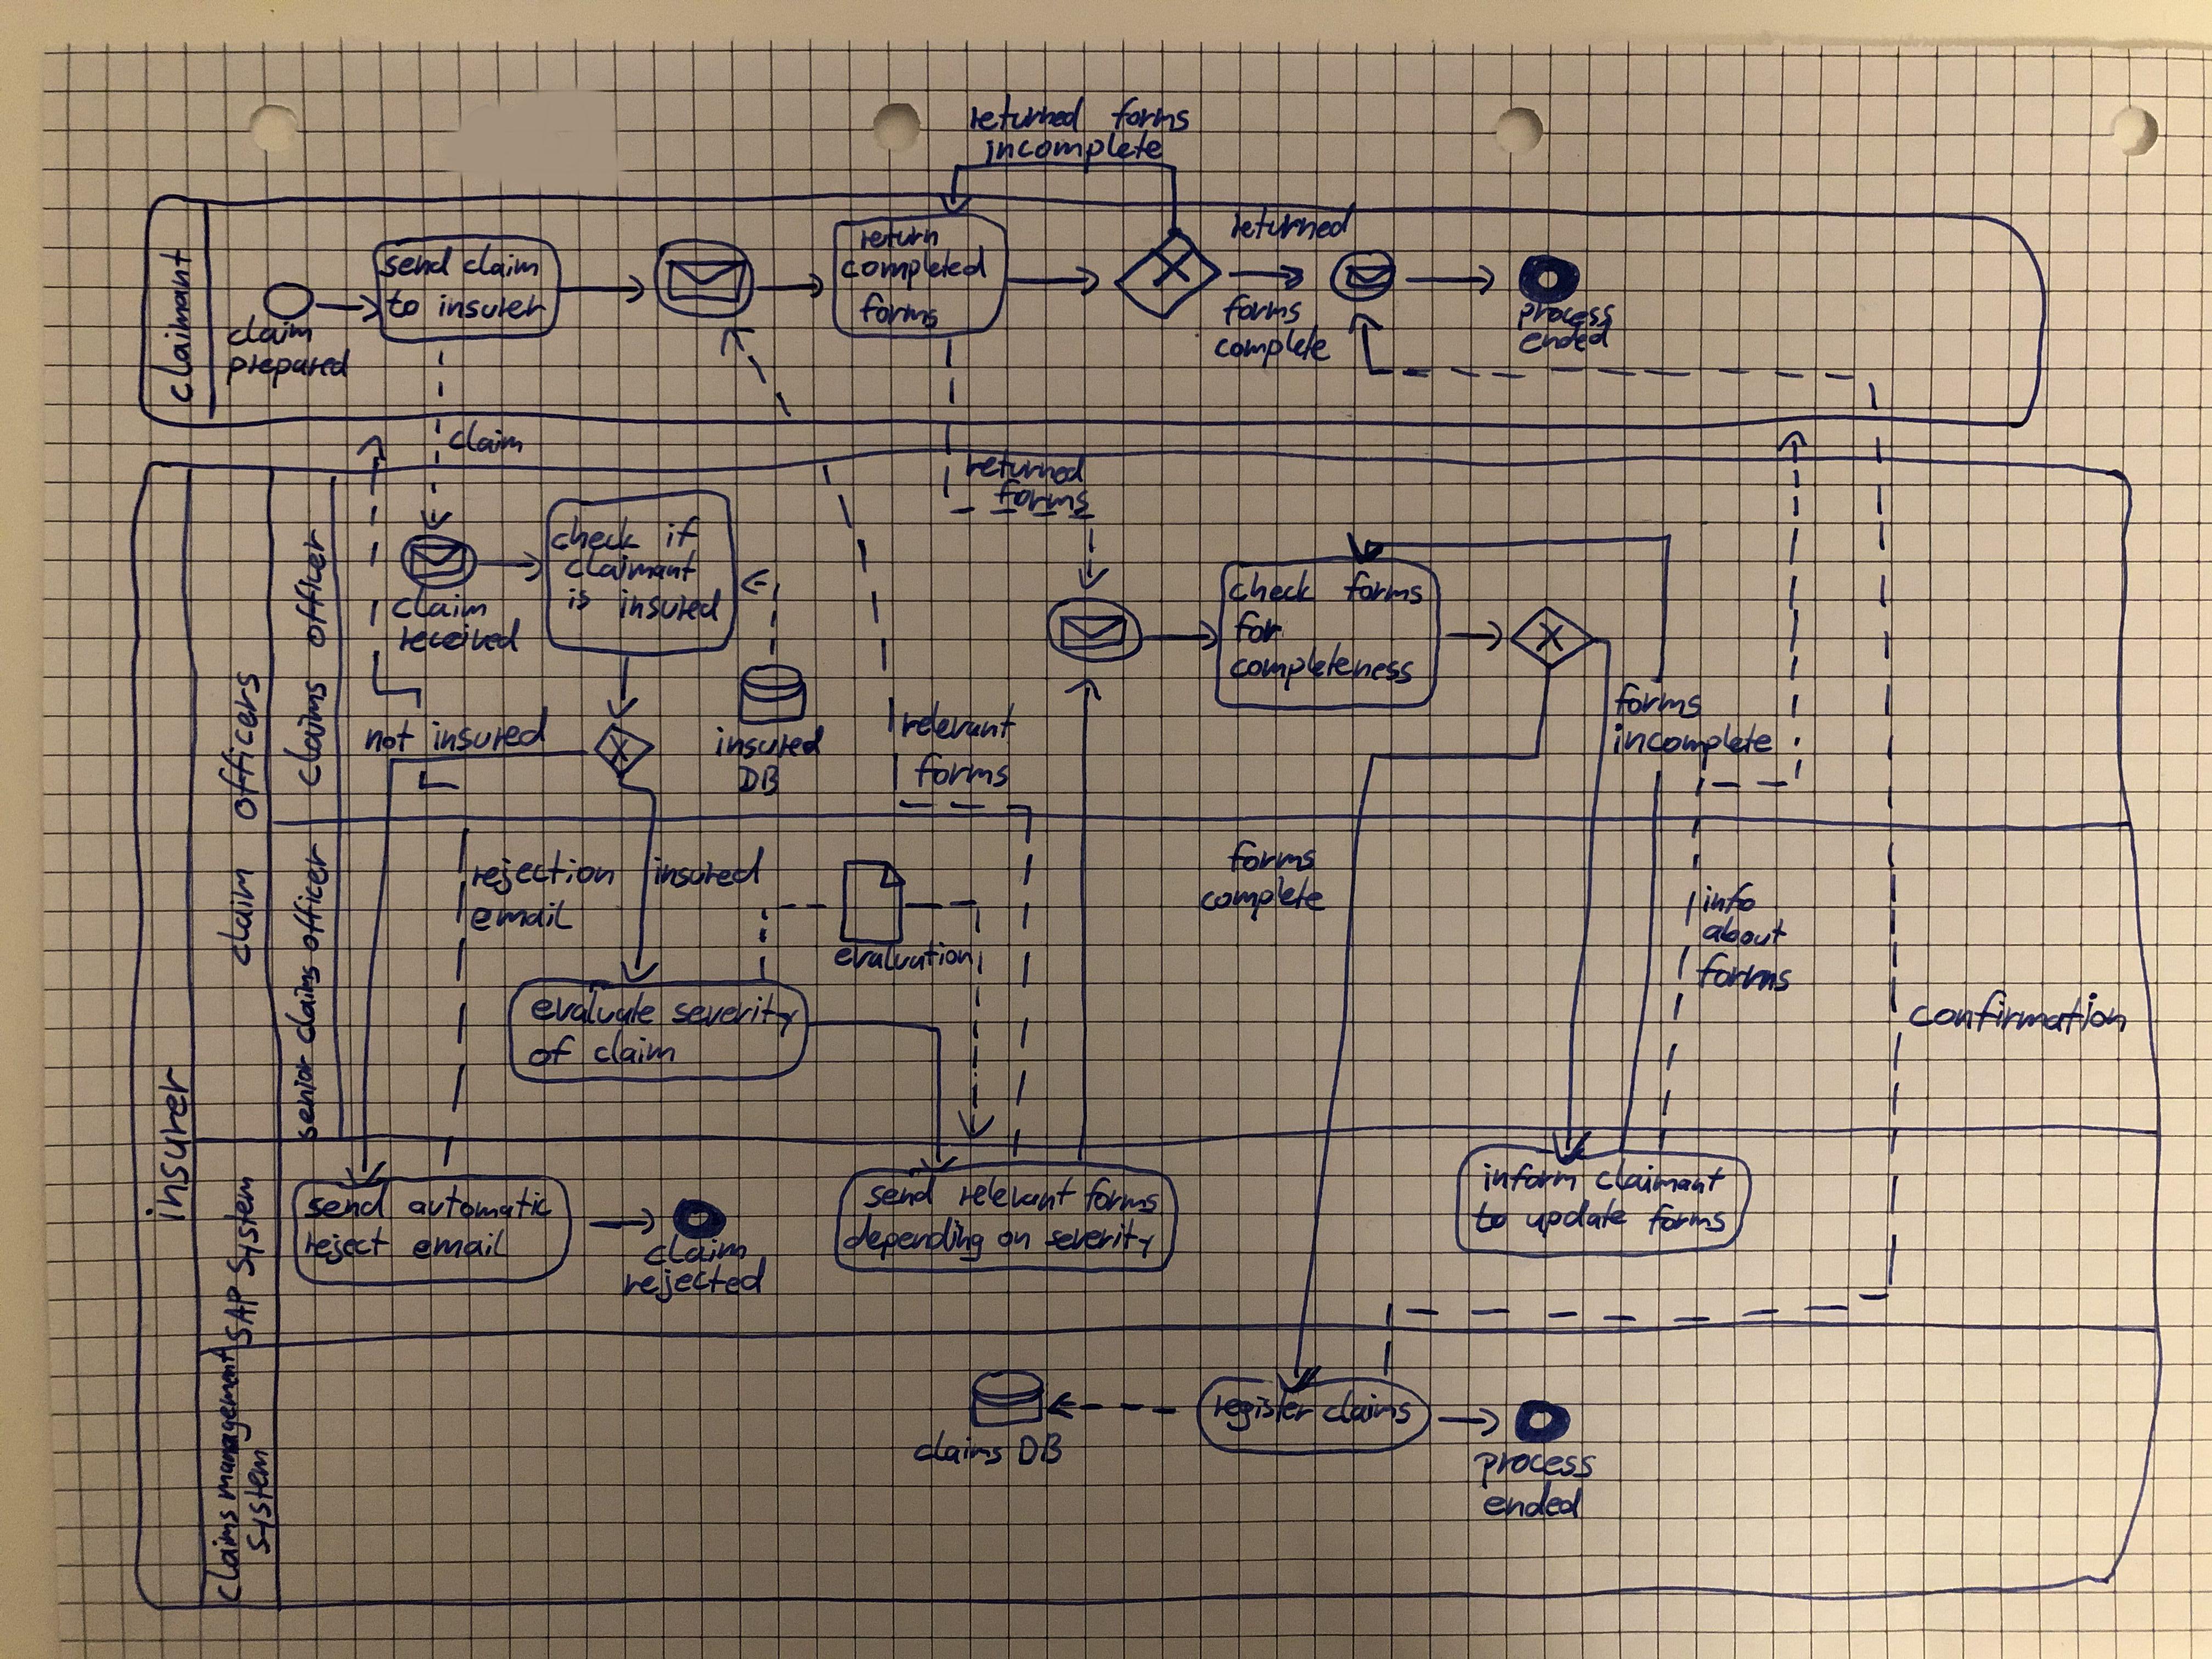 returned forms
incomplete
claimant
claim
prepared
send claim
to insurer
return
completed
forms
returned
forms
complete
process
ended
claim
returned
forms
insurer
claim officers
claims officer
claim
received
check if
claimant
is insured
insured
DB
not insured
relevant
forms
check forms
for
completeness
forms
incomplete
senior claims officer
rejection
email
insured
evaluation
evaluate severity
of claim
forms
complete
info
about
forms
confirmation
SAP System
send automatic
reject email
claim
rejected
send relevant forms
depending on severity
inform claimant
to update forms
Claims management
System
claims DB
register claims
process
ended